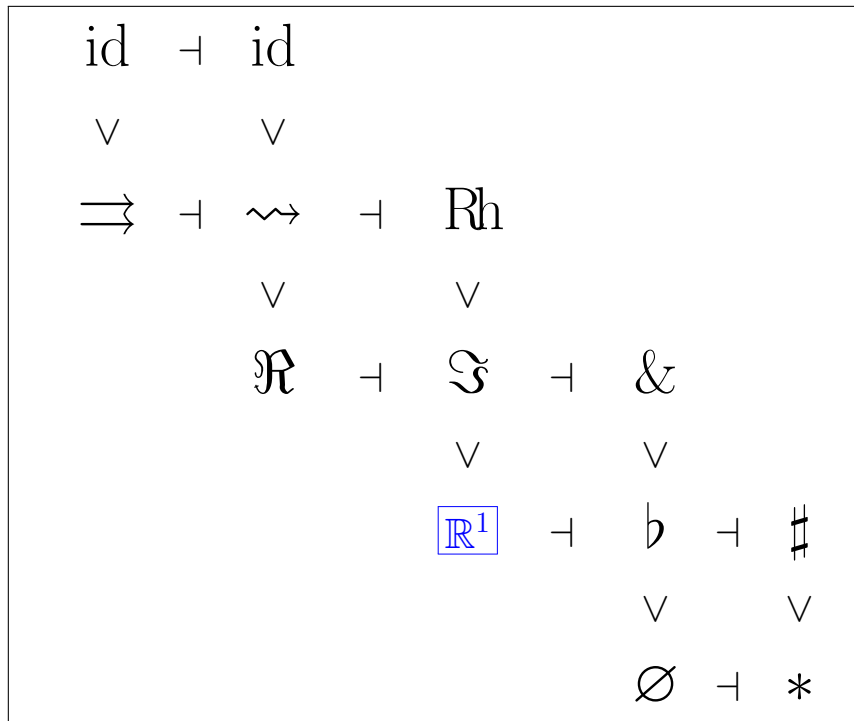 id ⊣ id
∨ ∨
⇉ ⊣ ⇝ ⊣ Rh
∨ ∨
ℜ ⊣ ℑ ⊣ &
∨ ∨
ℝ¹ ⊣ ♭ ⊣ ♯
∨ ∨
∅ ⊣ *